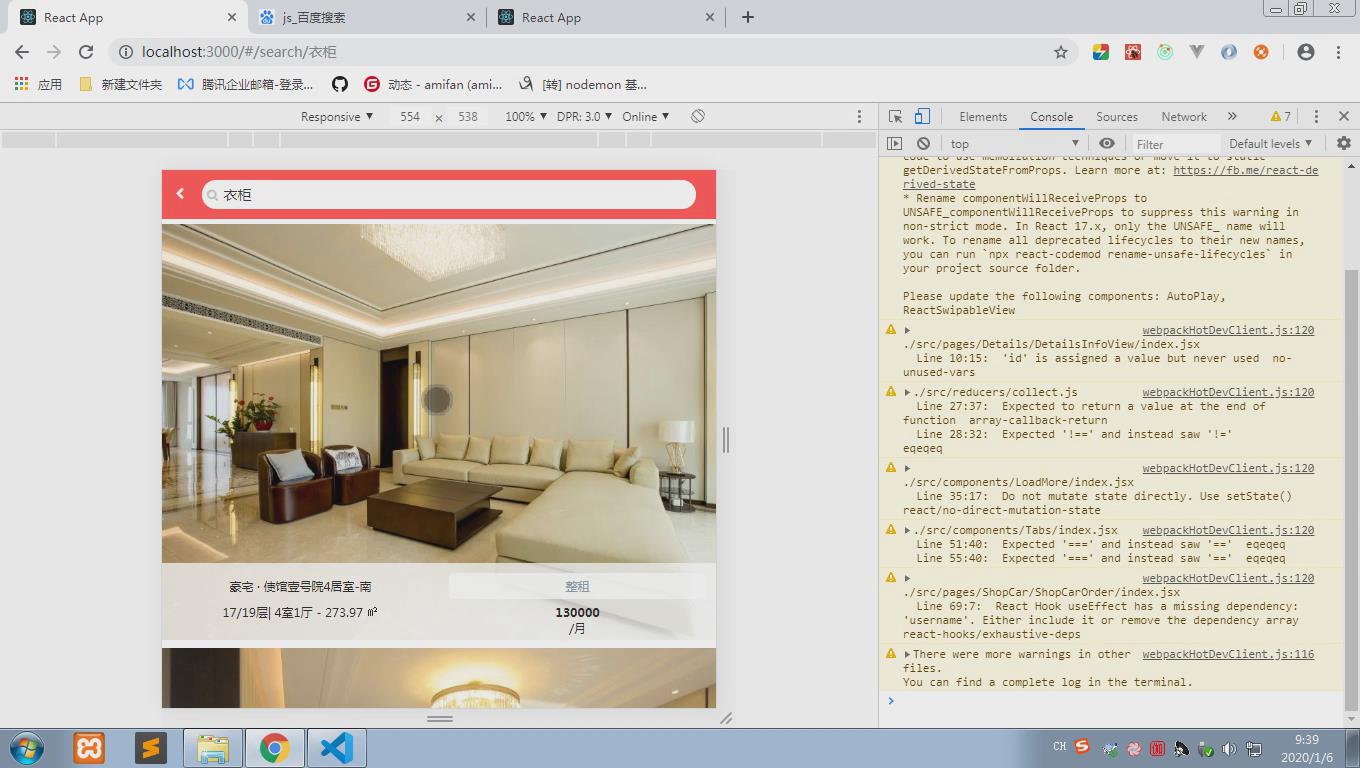 React App
js_百度搜索
React App
localhost:3000/#/search/衣柜
应用
新建文件夹
腾讯企业邮箱-登录...
动态 - amifan (ami...
[转] nodemon 基...
Responsive ▼ 554 × 538 100% ▼ DPR: 3.0 ▼ Online ▼
Elements Console Sources Network » 7
top ▼ Filter Default levels ▼
衣柜
豪宅 · 使馆壹号院4居室-南
整租
17/19层| 4室1厅 - 273.97 ㎡
130000
/月
code to use memoization techniques or move it to static
getDerivedStateFromProps. Learn more at: https://fb.me/react-de
rived-state
* Rename componentWillReceiveProps to
UNSAFE_componentWillReceiveProps to suppress this warning in
non-strict mode. In React 17.x, only the UNSAFE_ name will
work. To rename all deprecated lifecycles to their new names,
you can run `npx react-codemod rename-unsafe-lifecycles` in
your project source folder.
Please update the following components: AutoPlay,
ReactSwipableView
webpackHotDevClient.js:120
./src/pages/Details/DetailsInfoView/index.jsx
Line 10:15: 'id' is assigned a value but never used no-
unused-vars
./src/reducers/collect.js webpackHotDevClient.js:120
Line 27:37: Expected to return a value at the end of
function array-callback-return
Line 28:32: Expected '!==' and instead saw '!='
eqeqeq
webpackHotDevClient.js:120
./src/components/LoadMore/index.jsx
Line 35:17: Do not mutate state directly. Use setState()
react/no-direct-mutation-state
./src/components/Tabs/index.jsx webpackHotDevClient.js:120
Line 51:40: Expected '===' and instead saw '==' eqeqeq
Line 55:40: Expected '===' and instead saw '==' eqeqeq
webpackHotDevClient.js:120
./src/pages/ShopCar/ShopCarOrder/index.jsx
Line 69:7: React Hook useEffect has a missing dependency:
'username'. Either include it or remove the dependency array
react-hooks/exhaustive-deps
There were more warnings in other webpackHotDevClient.js:116
files.
You can find a complete log in the terminal.
CH
9:39
2020/1/6